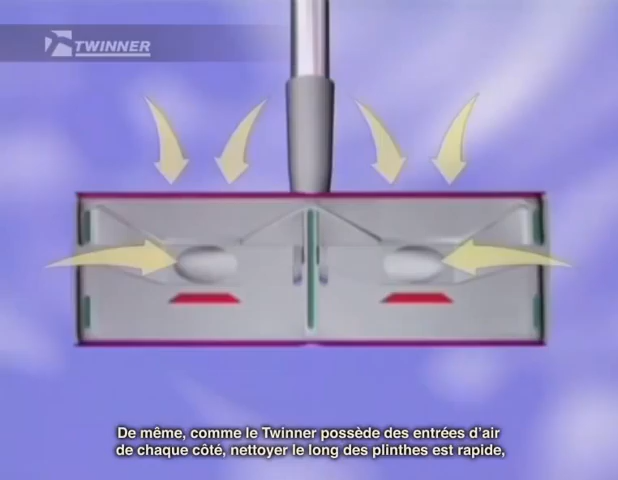 TWINNER
De même, comme le Twinner possède des entrées d'air
de chaque côté, nettoyer le long des plinthes est rapide,